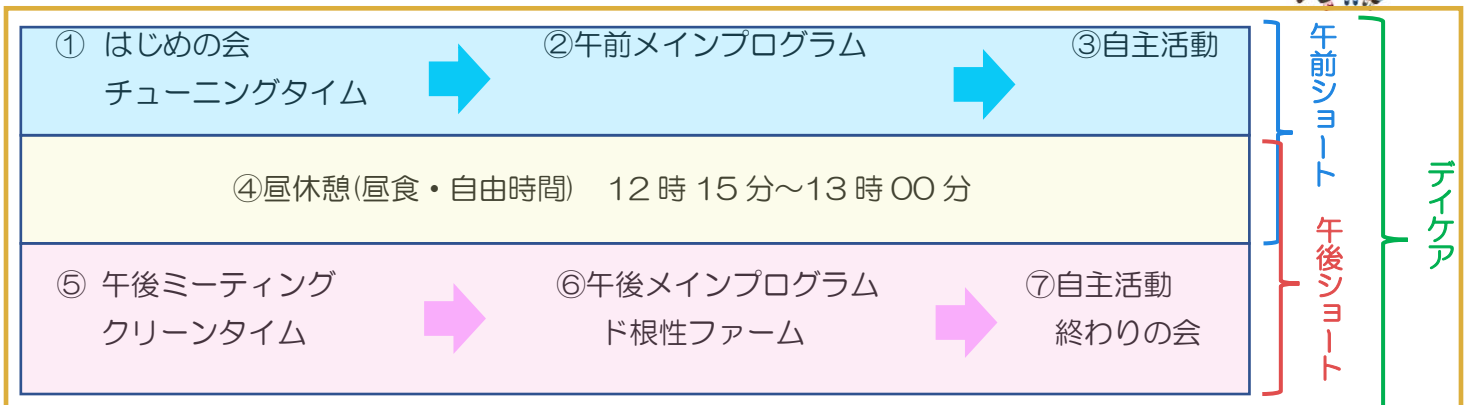 ① はじめの会
チューニングタイム
②午前メインプログラム
③自主活動
④昼休憩(昼食・自由時間) 12時15分～13時00分
⑤ 午後ミーティング
クリーンタイム
⑥午後メインプログラム
ド根性ファーム
⑦自主活動
終わりの会
午前ショート
午後ショート
デイケア